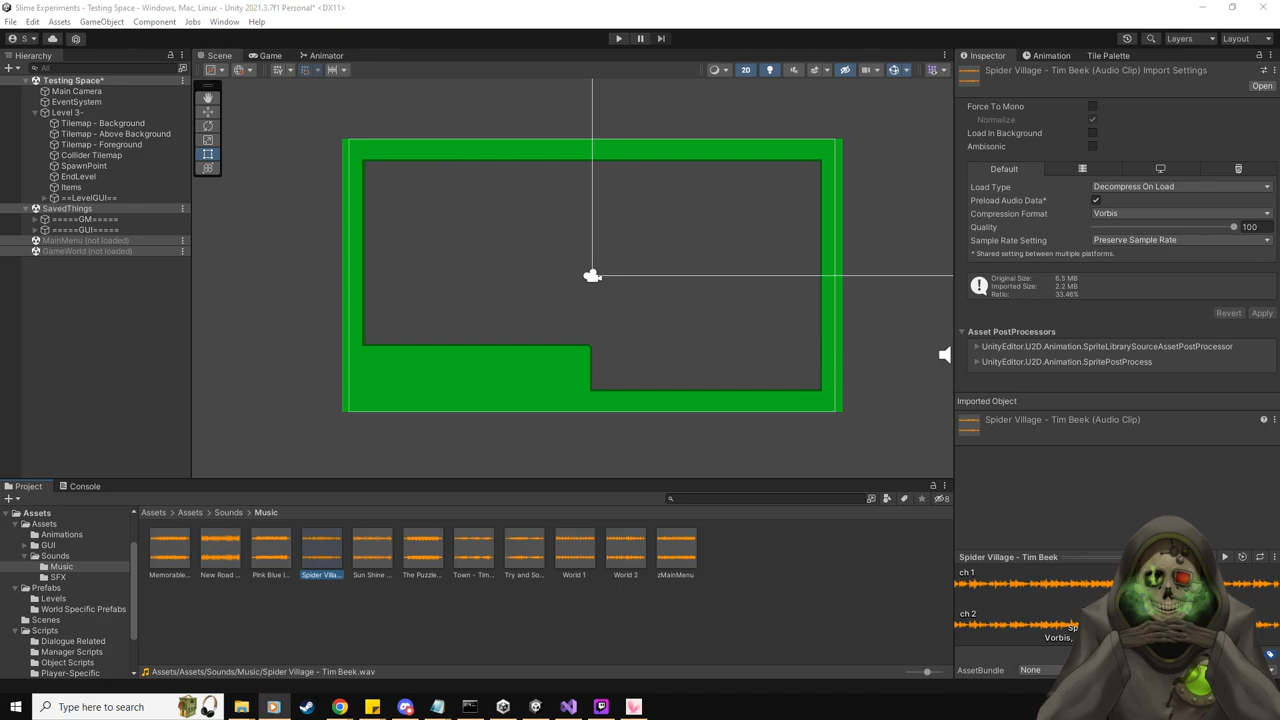 Slime Experiments - Testing Space - Windows, Mac, Linux - Unity 2021.3.7f1 Personal* <DX11>
File Edit Assets GameObject Component Jobs Window Help
S Layers Layout
Hierarchy
All
Testing Space*
Main Camera
EventSystem
Level 3-
Tilemap - Background
Tilemap - Above Background
Tilemap - Foreground
Collider Tilemap
SpawnPoint
EndLevel
Items
==LevelGUI==
SavedThings
=====GM=====
=====GUI=====
MainMenu (not loaded)
GameWorld (not loaded)
Scene Game Animator
2D
Inspector Animation Tile Palette
Spider Village - Tim Beek (Audio Clip) Import Settings
Open
Force To Mono
Normalize
Load In Background
Ambisonic
Default
Load Type Decompress On Load
Preload Audio Data*
Compression Format Vorbis
Quality 100
Sample Rate Setting Preserve Sample Rate
* Shared setting between multiple platforms.
Original Size: 6.5 MB
Imported Size: 2.2 MB
Ratio: 33.46%
Revert Apply
Asset PostProcessors
UnityEditor.U2D.Animation.SpriteLibrarySourceAssetPostProcessor
UnityEditor.U2D.Animation.SpritePostProcess
Imported Object
Spider Village - Tim Beek (Audio Clip)
Spider Village - Tim Beek
ch 1
ch 2
Sp
Vorbis,
AssetBundle None
Project Console
8
Assets
Assets
Animations
GUI
Sounds
Music
SFX
Prefabs
Levels
World Specific Prefabs
Scenes
Scripts
Dialogue Related
Manager Scripts
Object Scripts
Player-Specific
Assets > Assets > Sounds > Music
Memorable... New Road ... Pink Blue I... Spider Villa... Sun Shine ... The Puzzle... Town - Tim... Try and So... World 1 World 2 zMainMenu
Assets/Assets/Sounds/Music/Spider Village - Tim Beek.wav
Type here to search